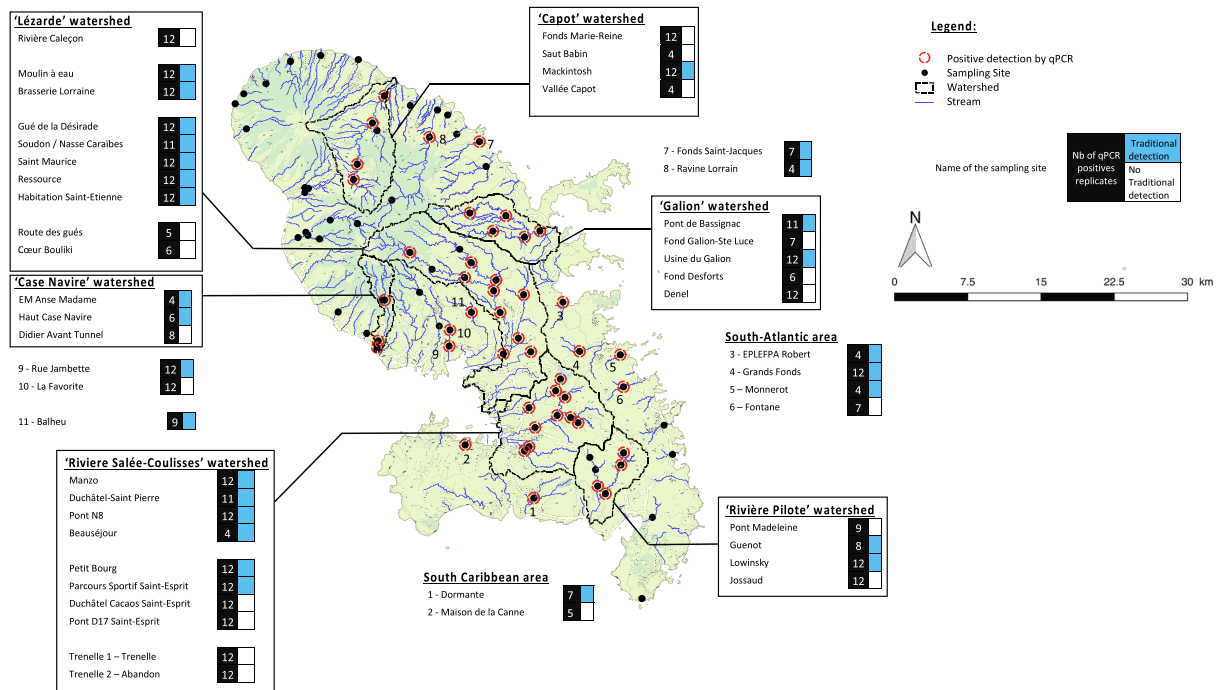 'Lézarde' watershed
Rivière Caleçon 12
Moulin à eau 12
Brasserie Lorraine 12
Gué de la Désirade 12
Soudon / Nasse Caraïbes 11
Saint Maurice 12
Ressource 12
Habitation Saint-Etienne 12
Route des gués 5
Cœur Bouliki 6
'Case Navire' watershed
EM Anse Madame 4
Haut Case Navire 6
Didier Avant Tunnel 8
9 - Rue Jambette 12
10 - La Favorite 12
11 - Balheu 9
'Riviere Salée-Coulisses' watershed
Manzo 12
Duchâtel-Saint Pierre 11
Pont N8 12
Beauséjour 4
Petit Bourg 12
Parcours Sportif Saint-Esprit 12
Duchâtel Cacaos Saint-Esprit 12
Pont D17 Saint-Esprit 12
Trenelle 1 – Trenelle 12
Trenelle 2 – Abandon 12
'Capot' watershed
Fonds Marie-Reine 12
Saut Babin 4
Mackintosh 12
Vallée Capot 4
7 - Fonds Saint-Jacques 7
8 - Ravine Lorrain 4
'Galion' watershed
Pont de Bassignac 11
Fond Galion-Ste Luce 7
Usine du Galion 12
Fond Desforts 6
Denel 12
South-Atlantic area
3 - EPLEFPA Robert 4
4 - Grands Fonds 12
5 – Monnerot 4
6 – Fontane 7
'Rivière Pilote' watershed
Pont Madeleine 9
Guenot 8
Lowinsky 12
Jossaud 12
South Caribbean area
1 - Dormante 7
2 - Maison de la Canne 5
8
7
11
10
9
3
4
5
6
2
1
Legend:
Positive detection by qPCR
Sampling Site
Watershed
Stream
Name of the sampling site
Nb of qPCR
positives
replicates
Traditional
detection
No
Traditional
detection
N
0 7.5 15 22.5 30 km